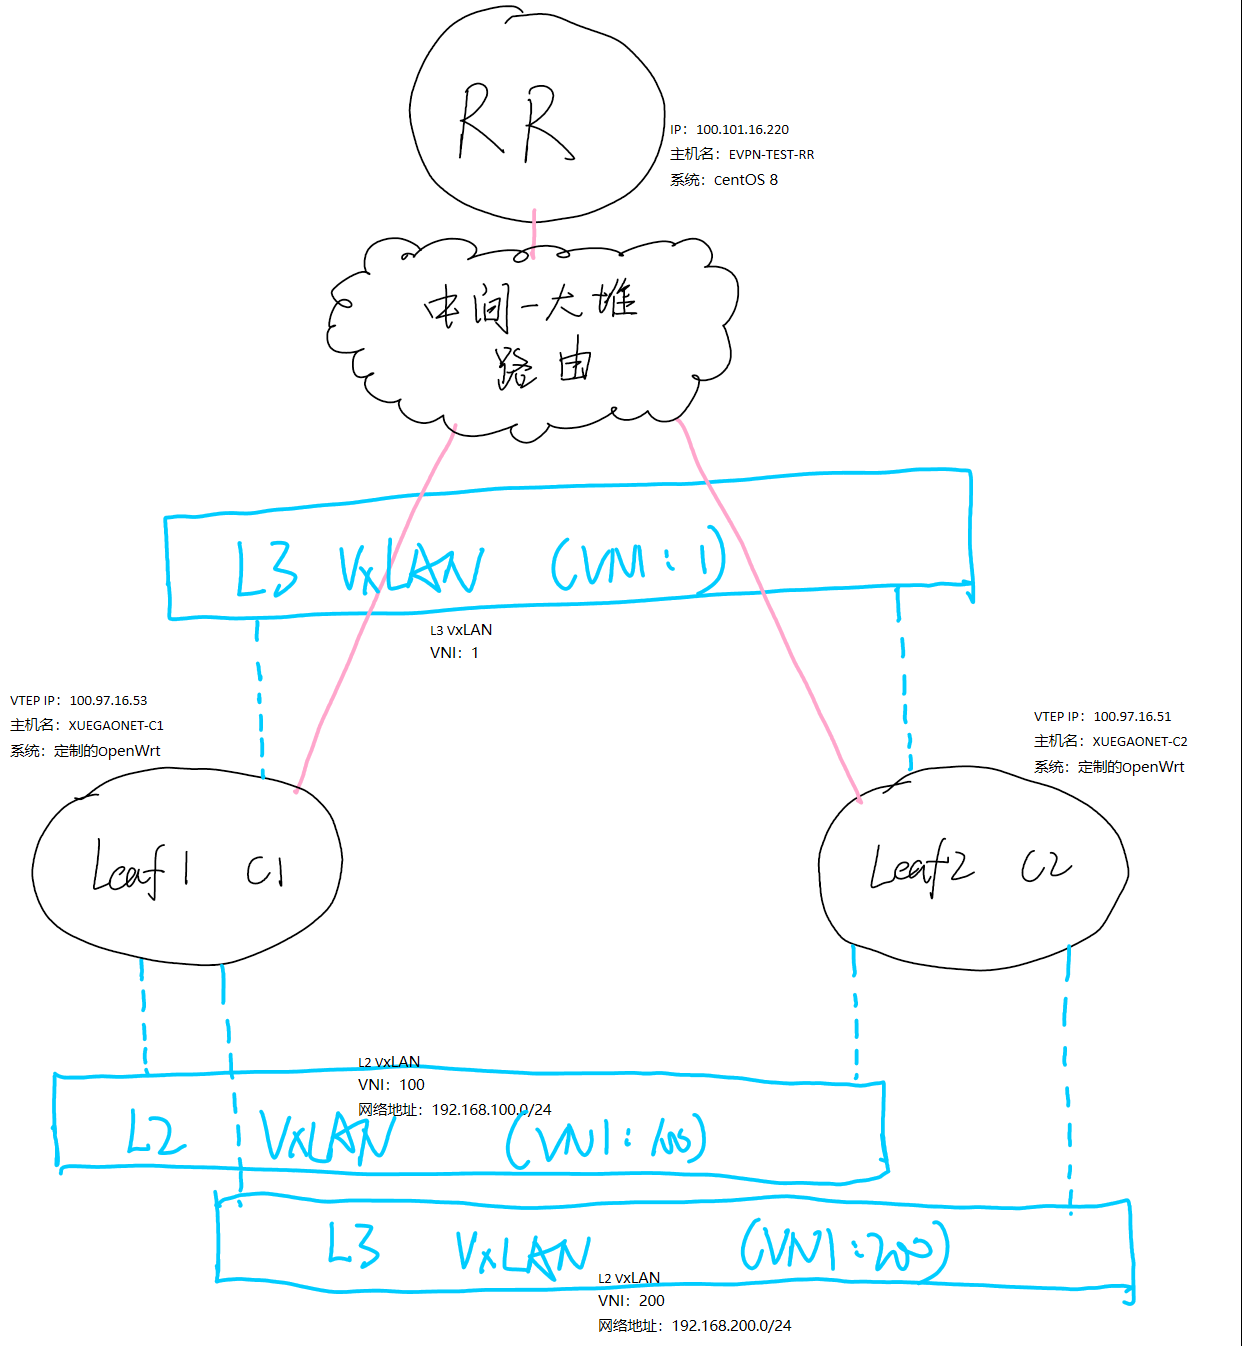 RR
IP：100.101.16.220
主机名：EVPN-TEST-RR
系统：centOS 8
中间一大堆
路由
L3 VxLAN (VNI：1)
L3 VxLAN
VNI：1
VTEP IP：100.97.16.53
主机名：XUEGAONET-C1
系统：定制的OpenWrt
VTEP IP：100.97.16.51
主机名：XUEGAONET-C2
系统：定制的OpenWrt
Leaf1 C1
Leaf2 C2
L2 VxLAN
VNI：100
网络地址：192.168.100.0/24
L2 VxLAN (VNI：100)
L3 VxLAN (VNI：200)
L2 VxLAN
VNI：200
网络地址：192.168.200.0/24